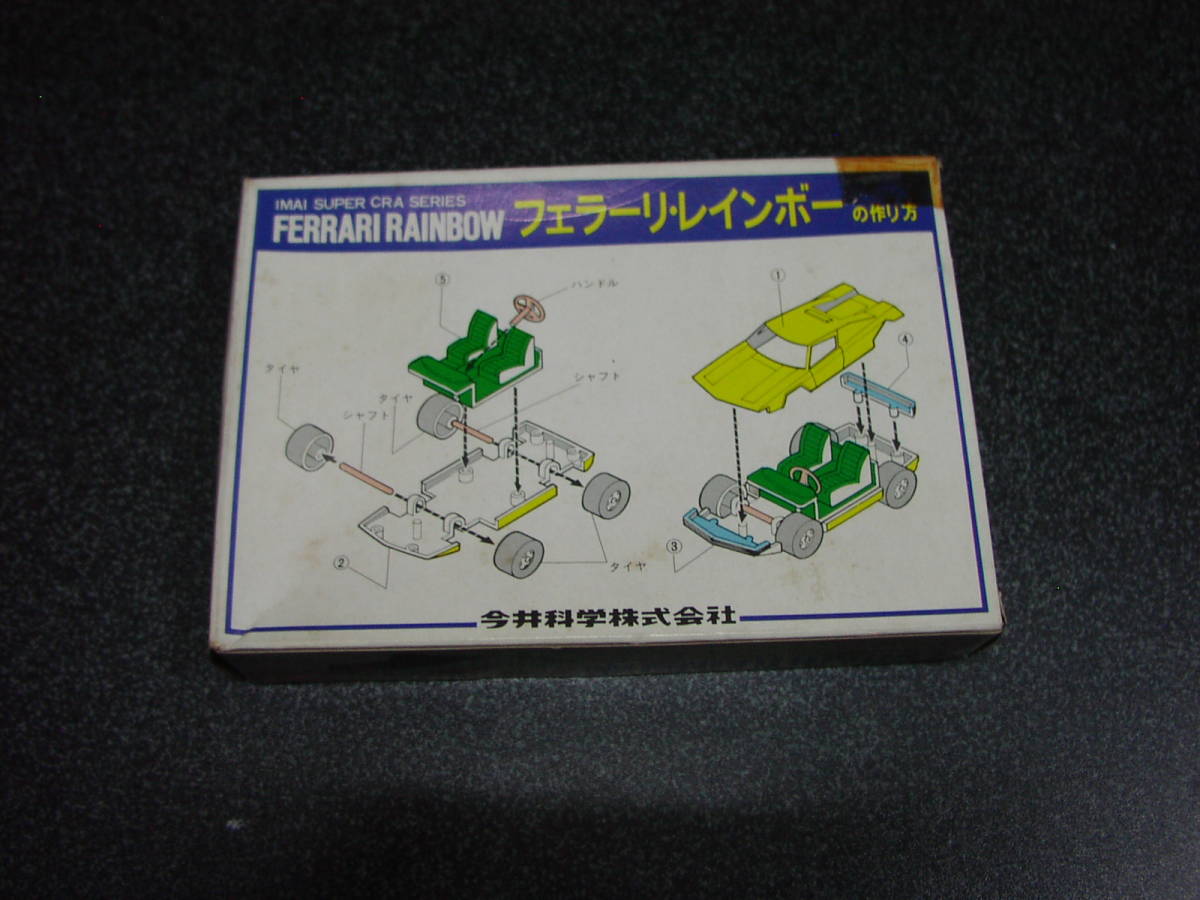 IMAI SUPER CRA SERIES
FERRARI RAINBOW フェラーリ・レインボーの作り方
⑤
ハンドル
①
④
タイヤ
シャフト
タイヤ
シャフト
②
タイヤ
③
今井科学株式会社